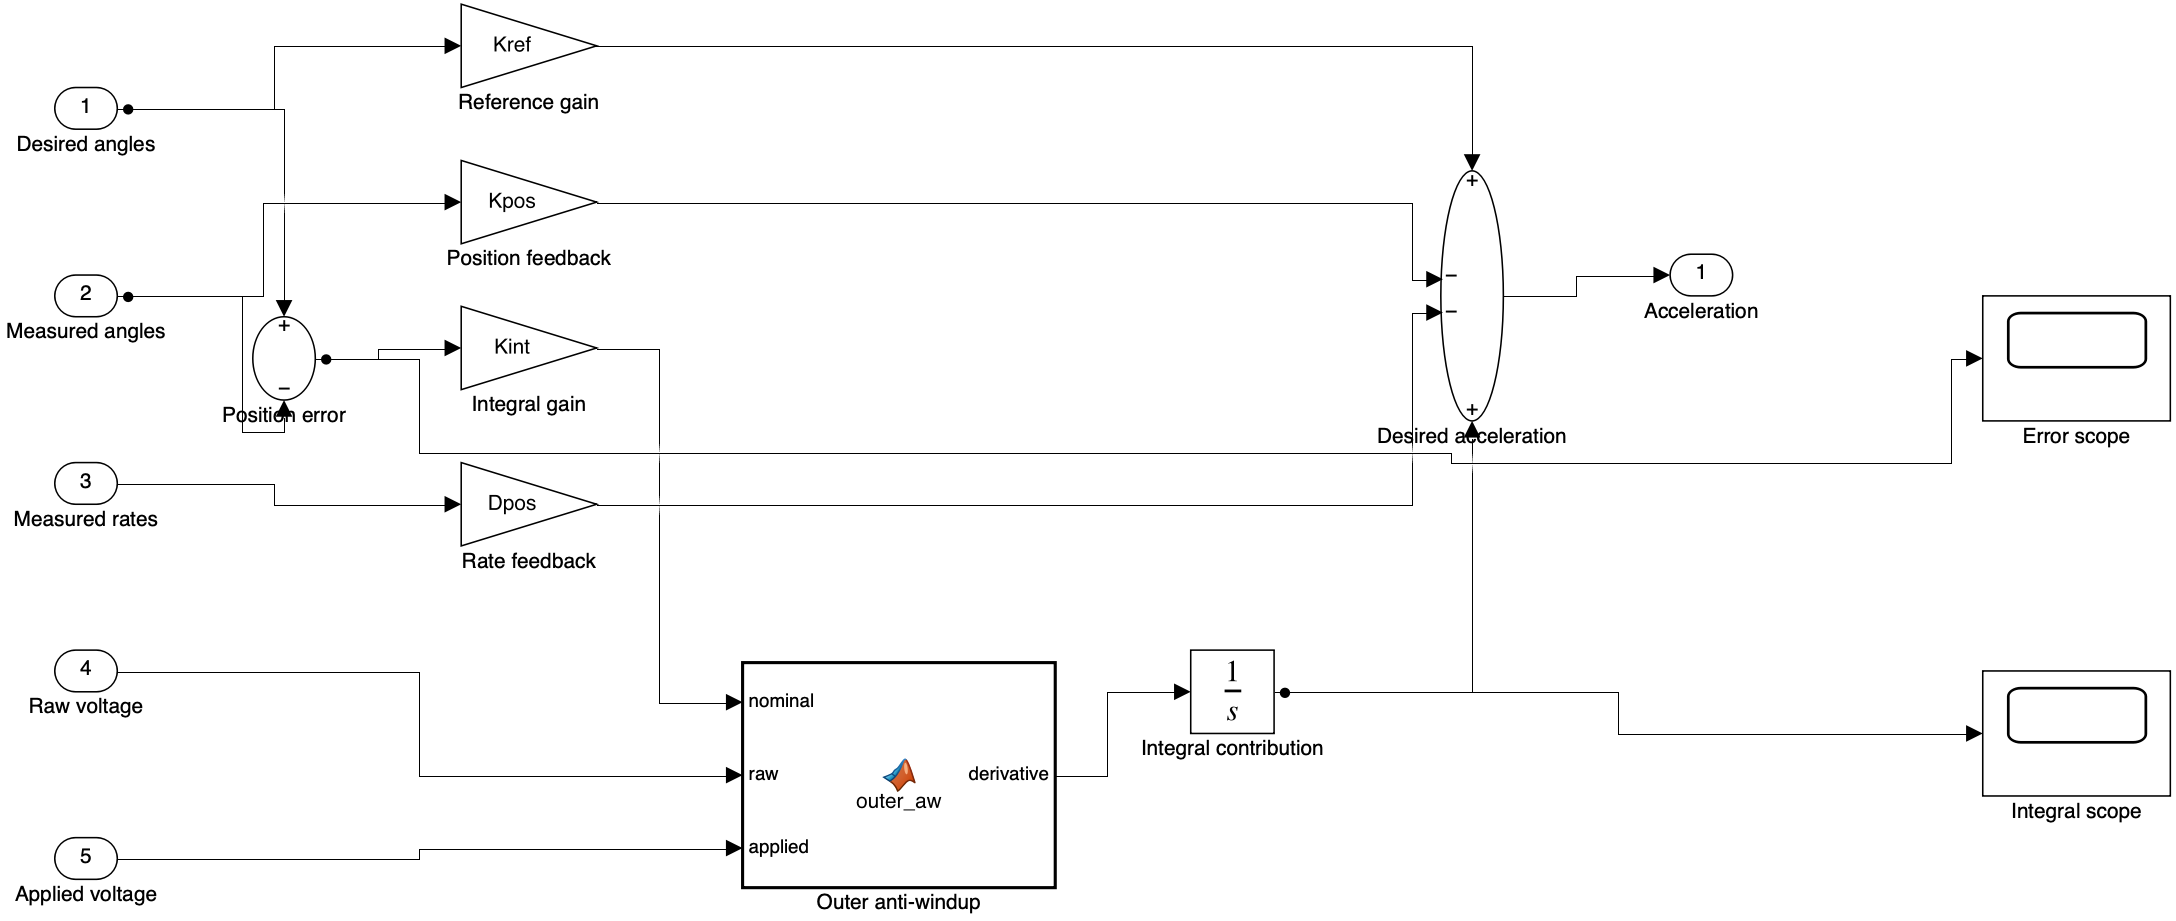 Kref
Reference gain
1
Desired angles
+
Kpos
Position feedback
−
1
Acceleration
2
Measured angles
+
−
Position error
Kint
Integral gain
−
+
Desired acceleration
Error scope
3
Measured rates
Dpos
Rate feedback
4
Raw voltage
nominal
raw
outer_aw
derivative
applied
Outer anti-windup
1
s
Integral contribution
Integral scope
5
Applied voltage